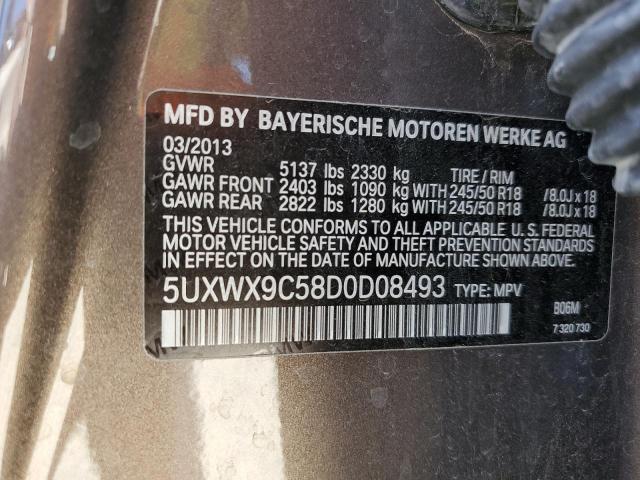 MFD BY BAYERISCHE MOTOREN WERKE AG
03/2013
GVWR 5137 lbs 2330 kg TIRE / RIM
GAWR FRONT 2403 lbs 1090 kg WITH 245/50 R18 /8.0J x 18
GAWR REAR 2822 lbs 1280 kg WITH 245/50 R18 /8.0J x 18
THIS VEHICLE CONFORMS TO ALL APPLICABLE U. S. FEDERAL
MOTOR VEHICLE SAFETY AND THEFT PREVENTION STANDARDS
IN EFFECT ON THE DATE OF MANUFACTURE SHOWN ABOVE.
5UXWX9C58D0D08493 TYPE: MPV
B06M
7 320 730